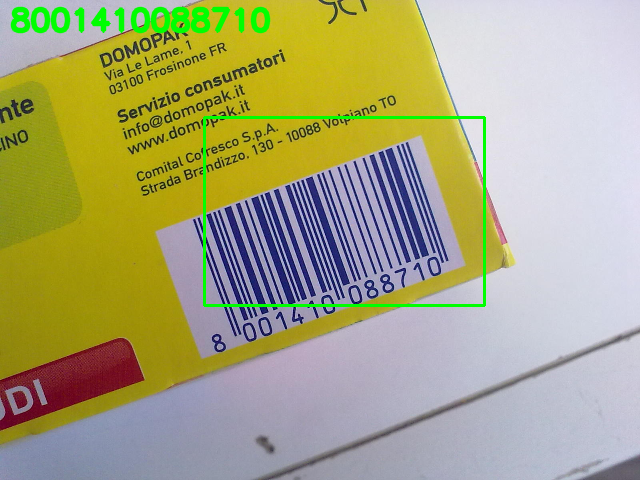 8001410088710
DOMOPAK
Via Le Lame, 1
03100 Frosinone FR
Servizio consumatori
info@domopak.it
www.domopak.it
Comital Cofresco S.p.A.
Strada Brandizzo, 130 - 10088 Volpiano TO
8 001410 088710